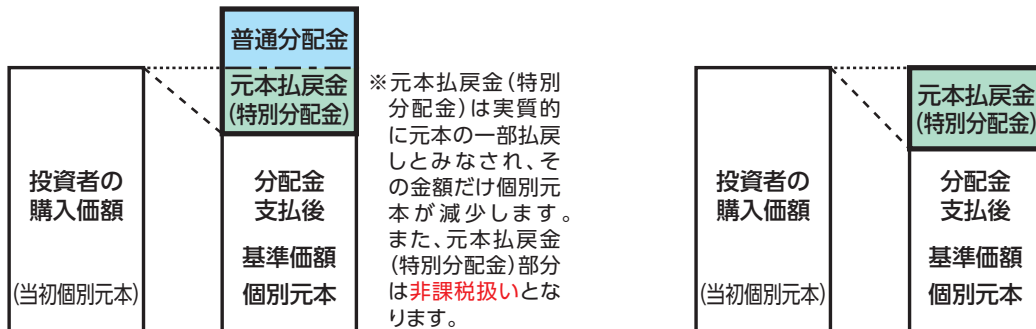 普通分配金
元本払戻金
(特別分配金)
投資者の
購入価額
(当初個別元本)
分配金
支払後
基準価額
個別元本
※元本払戻金(特別
分配金)は実質的
に元本の一部払戻
しとみなされ、そ
の金額だけ個別元
本が減少します。
また、元本払戻金
(特別分配金)部分
は非課税扱いとな
ります。
投資者の
購入価額
(当初個別元本)
元本払戻金
(特別分配金)
分配金
支払後
基準価額
個別元本